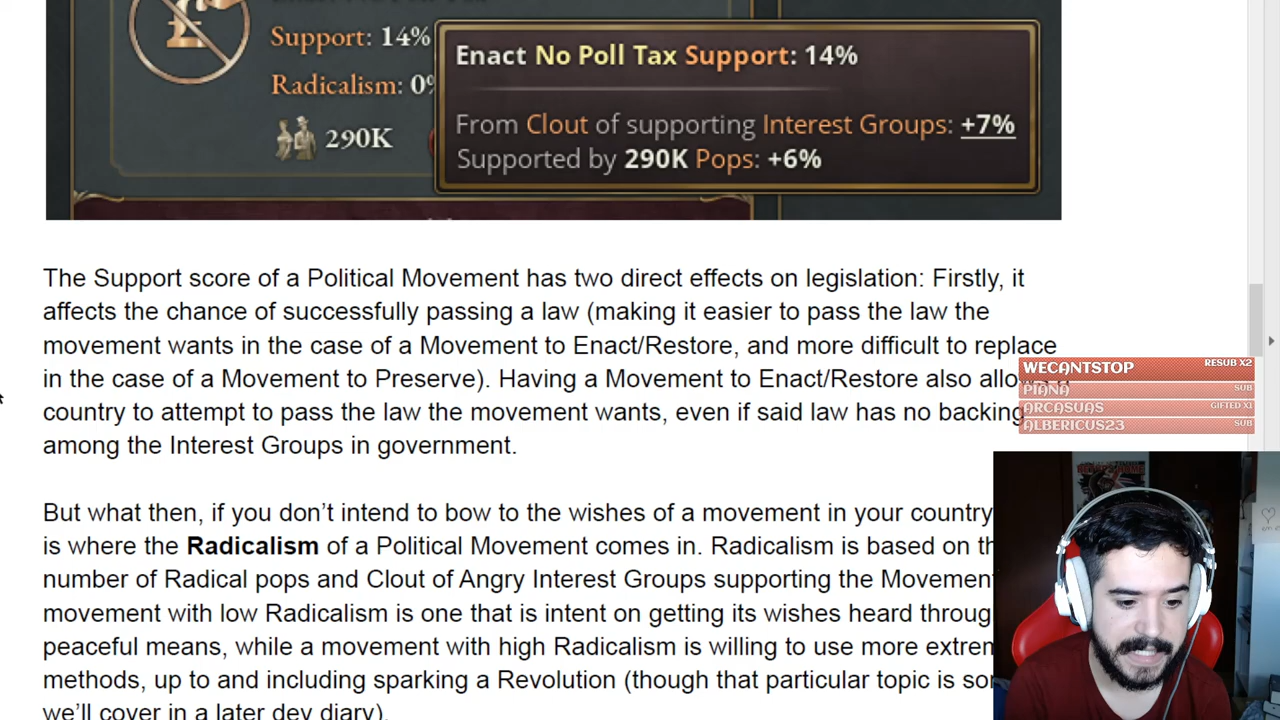 Support: 14%
Radicalism: 0%
290K
Enact No Poll Tax Support: 14%
From Clout of supporting Interest Groups: +7%
Supported by 290K Pops: +6%
The Support score of a Political Movement has two direct effects on legislation: Firstly, it
affects the chance of successfully passing a law (making it easier to pass the law the
movement wants in the case of a Movement to Enact/Restore, and more difficult to replace
in the case of a Movement to Preserve). Having a Movement to Enact/Restore also allows a
country to attempt to pass the law the movement wants, even if said law has no backing
among the Interest Groups in government.
But what then, if you don’t intend to bow to the wishes of a movement in your country
is where the Radicalism of a Political Movement comes in. Radicalism is based on th
number of Radical pops and Clout of Angry Interest Groups supporting the Movement
movement with low Radicalism is one that is intent on getting its wishes heard throug
peaceful means, while a movement with high Radicalism is willing to use more extrem
methods, up to and including sparking a Revolution (though that particular topic is so
we’ll cover in a later dev diary).
WECANTSTOP RESUB X2
PIANA SUB
ARCASUAS GIFTED X1
ALBERICUS23 SUB